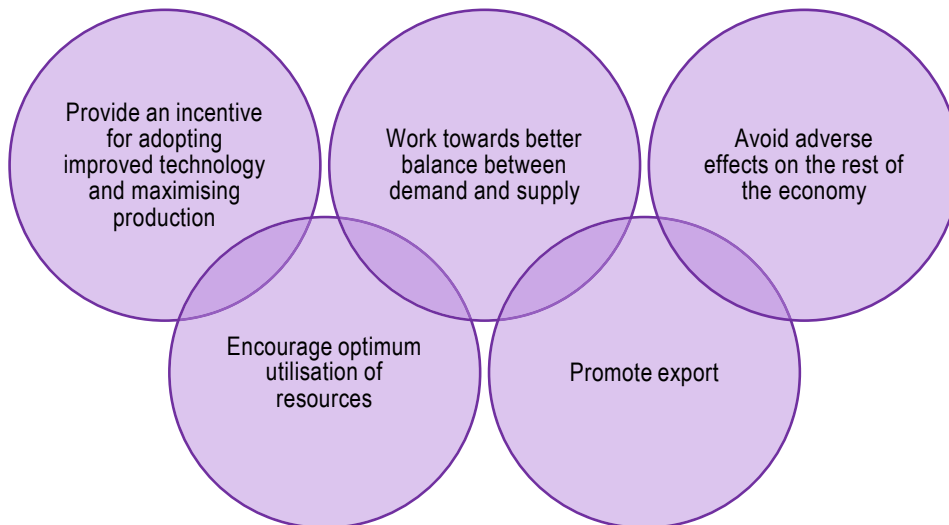 Provide an incentive
for adopting
improved technology
and maximising
production
Work towards better
balance between
demand and supply
Avoid adverse
effects on the rest of
the economy
Encourage optimum
utilisation of
resources
Promote export